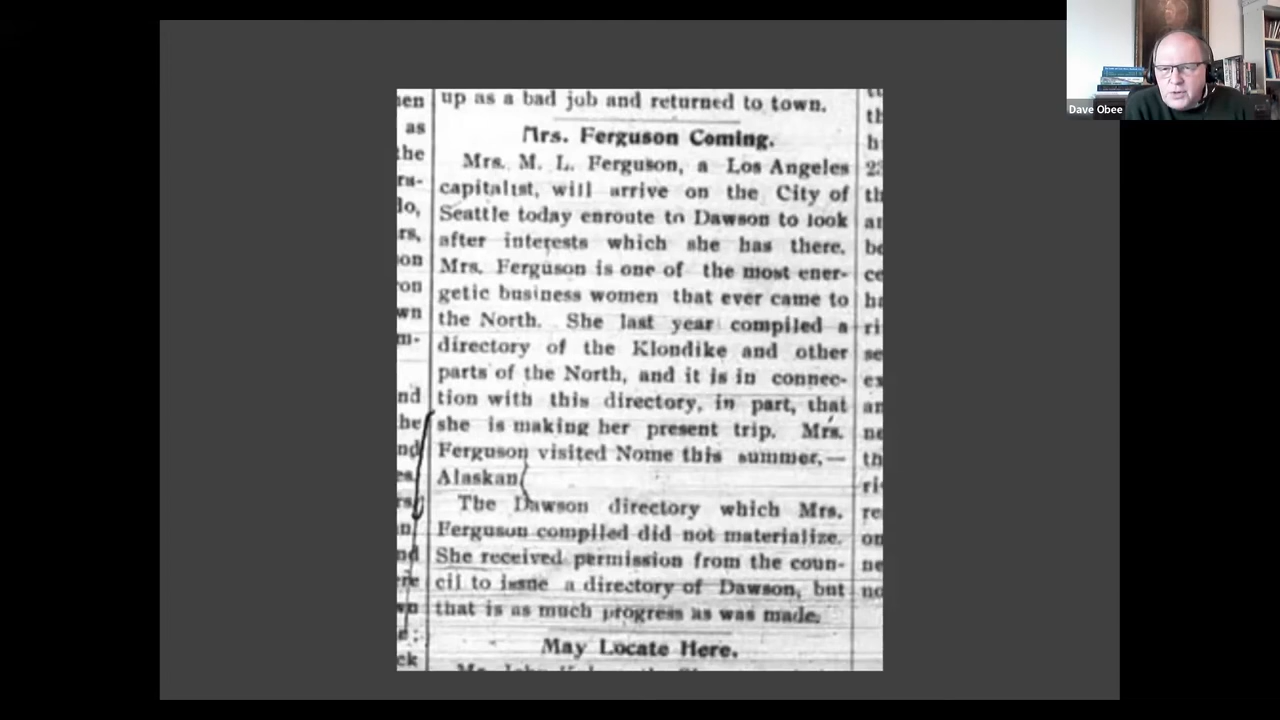 up as a bad job and returned to town.
Mrs. Ferguson Coming.
Mrs. M. L. Ferguson, a Los Angeles
capitalist, will arrive on the City of
Seattle today enroute to Dawson to look
after interests which she has there.
Mrs. Ferguson is one of the most ener-
getic business women that ever came to
the North. She last year compiled a
directory of the Klondike and other
parts of the North, and it is in connec-
tion with this directory, in part, that
she is making her present trip. Mrs.
Ferguson visited Nome this summer,—
Alaskan
The Dawson directory which Mrs.
Ferguson compiled did not materialize.
She received permission from the coun-
cil to issue a directory of Dawson, but
that is as much progress as was made.
May Locate Here.
Dave Obee